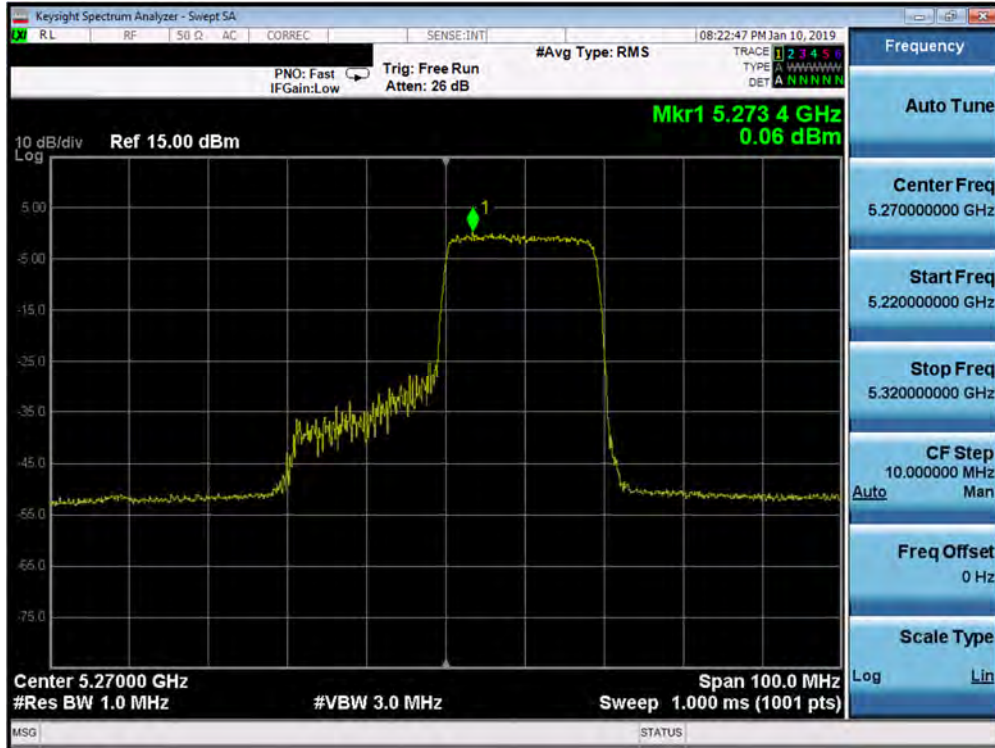 Keysight Spectrum Analyzer - Swept SA
LXI RL RF 50 Ω AC CORREC SENSE:INT 08:22:47 PM Jan 10, 2019
#Avg Type: RMS TRACE 1 2 3 4 5 6
PNO: Fast Trig: Free Run TYPE A WWWWW
IFGain:Low Atten: 26 dB DET A N N N N N
Mkr1 5.273 4 GHz
0.06 dBm
10 dB/div Ref 15.00 dBm
Log
1
5.00
-5.00
-15.0
-25.0
-35.0
-45.0
-55.0
-65.0
-75.0
Center 5.27000 GHz Span 100.0 MHz
#Res BW 1.0 MHz #VBW 3.0 MHz Sweep 1.000 ms (1001 pts)
MSG STATUS
Frequency
Auto Tune
Center Freq
5.270000000 GHz
Start Freq
5.220000000 GHz
Stop Freq
5.320000000 GHz
CF Step
10.000000 MHz
Auto Man
Freq Offset
0 Hz
Scale Type
Log Lin